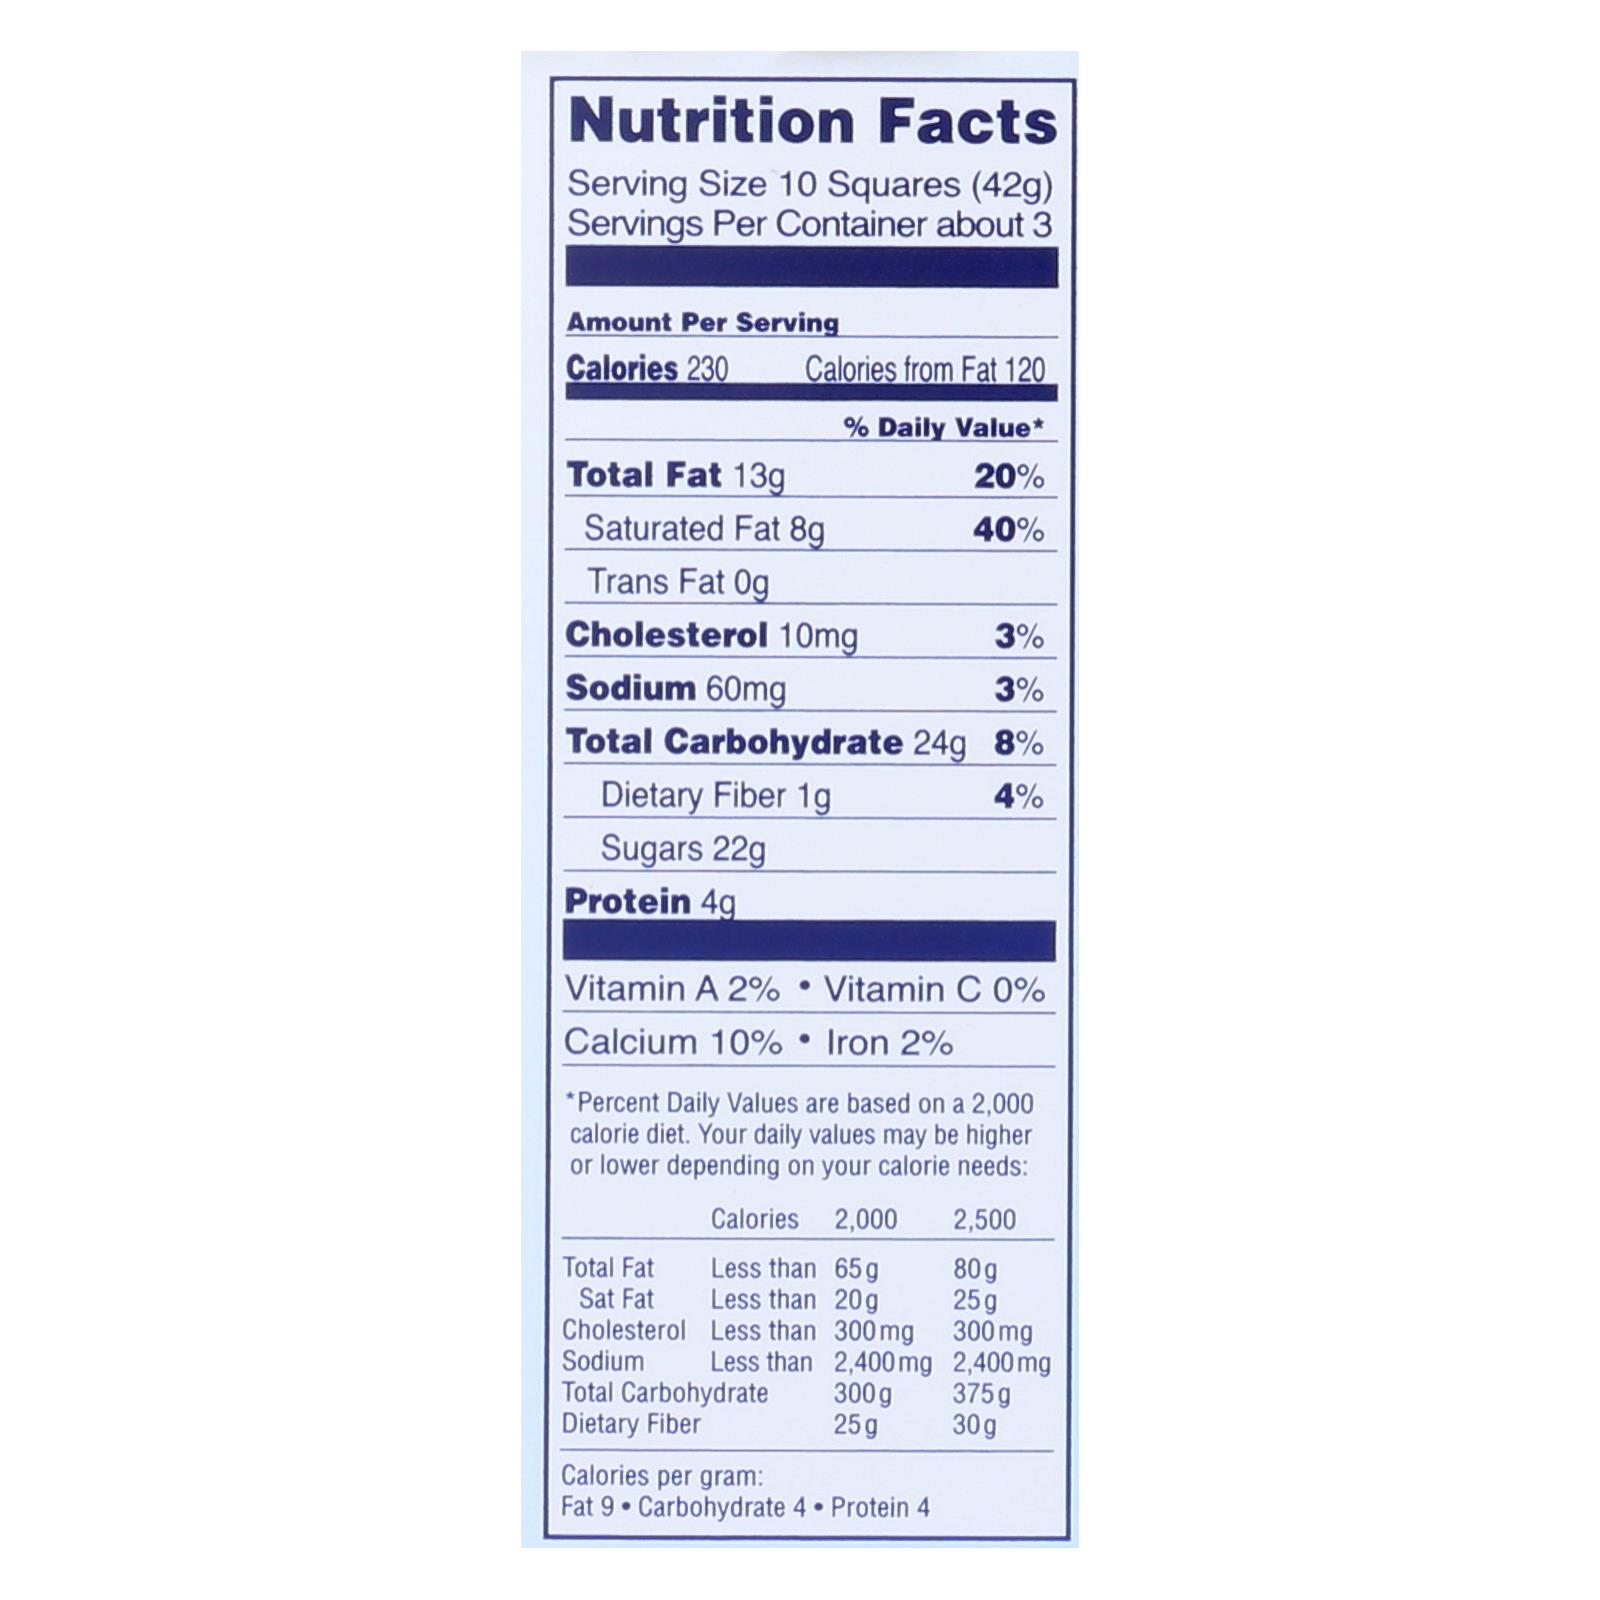 Nutrition Facts
Serving Size 10 Squares (42g)
Servings Per Container about 3
Amount Per Serving
Calories 230 Calories from Fat 120
% Daily Value*
Total Fat 13g 20%
Saturated Fat 8g 40%
Trans Fat 0g
Cholesterol 10mg 3%
Sodium 60mg 3%
Total Carbohydrate 24g 8%
Dietary Fiber 1g 4%
Sugars 22g
Protein 4g
Vitamin A 2% • Vitamin C 0%
Calcium 10% • Iron 2%
*Percent Daily Values are based on a 2,000
calorie diet. Your daily values may be higher
or lower depending on your calorie needs:
Calories 2,000 2,500
Total Fat Less than 65g 80g
Sat Fat Less than 20g 25g
Cholesterol Less than 300mg 300mg
Sodium Less than 2,400mg 2,400mg
Total Carbohydrate 300g 375g
Dietary Fiber 25g 30g
Calories per gram:
Fat 9 • Carbohydrate 4 • Protein 4